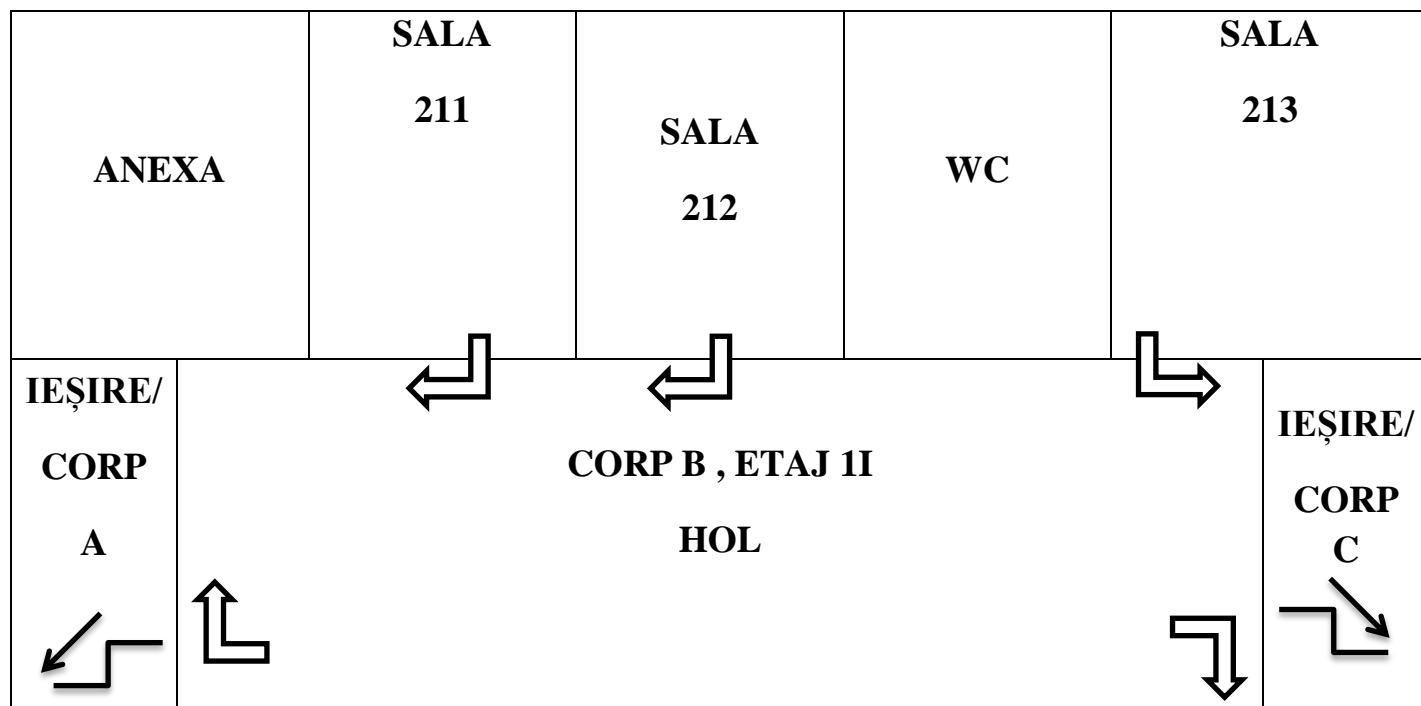 ANEXA
SALA
211
SALA
212
WC
SALA
213
IEȘIRE/
CORP
A
CORP B , ETAJ 1I
HOL
IEȘIRE/
CORP
C